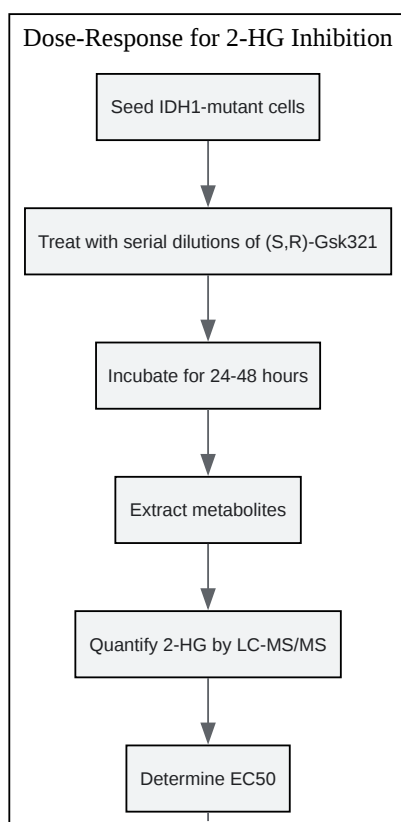 Dose-Response for 2-HG Inhibition
Seed IDH1-mutant cells
Treat with serial dilutions of (S,R)-Gsk321
Incubate for 24-48 hours
Extract metabolites
Quantify 2-HG by LC-MS/MS
Determine EC50